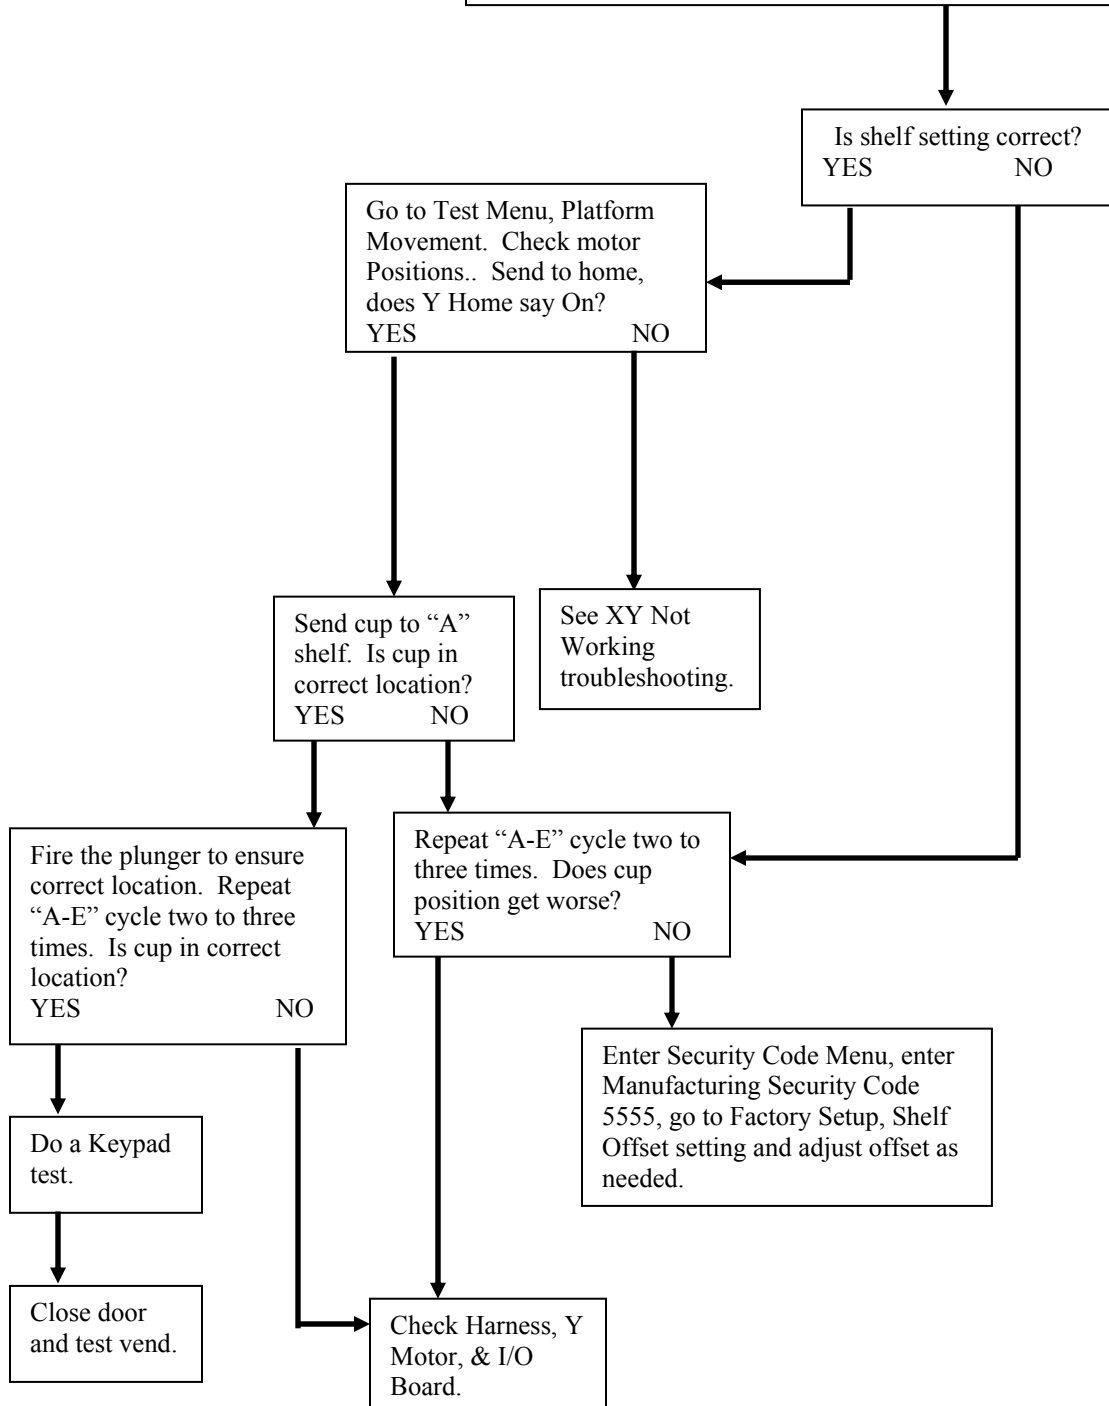 Is shelf setting correct?
YES NO
Go to Test Menu, Platform
Movement. Check motor
Positions.. Send to home,
does Y Home say On?
YES NO
Send cup to “A”
shelf. Is cup in
correct location?
YES NO
See XY Not
Working
troubleshooting.
Fire the plunger to ensure
correct location. Repeat
“A-E” cycle two to three
times. Is cup in correct
location?
YES NO
Repeat “A-E” cycle two to
three times. Does cup
position get worse?
YES NO
Enter Security Code Menu, enter
Manufacturing Security Code
5555, go to Factory Setup, Shelf
Offset setting and adjust offset as
needed.
Do a Keypad
test.
Close door
and test vend.
Check Harness, Y
Motor, & I/O
Board.